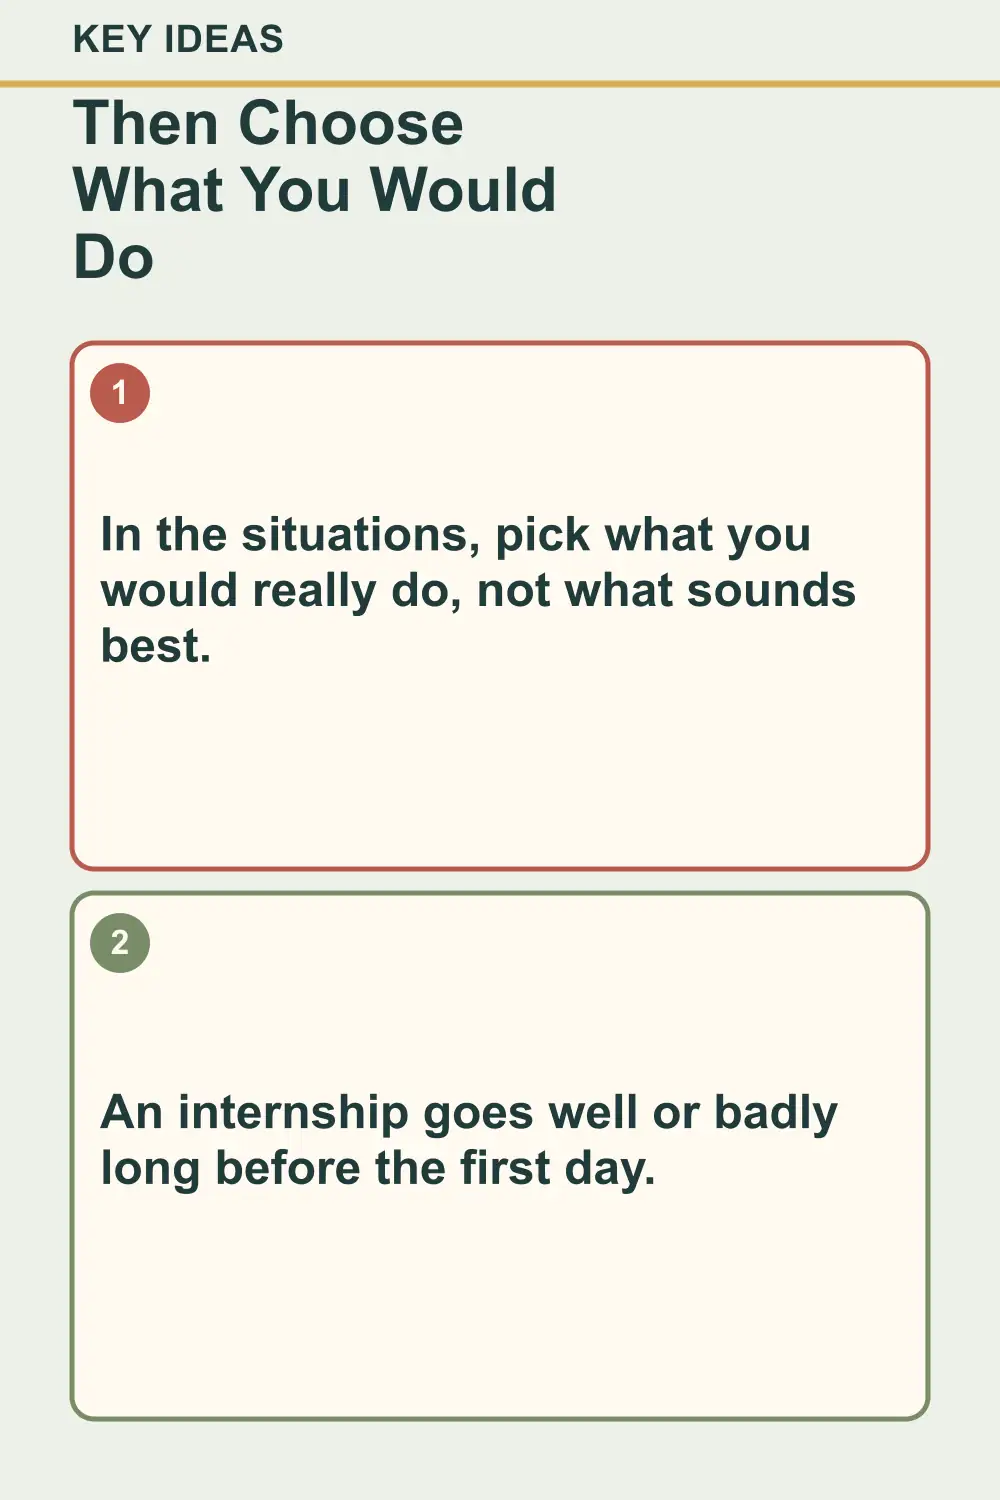 KEY IDEAS
Then Choose
What You Would
Do
1
In the situations, pick what you
would really do, not what sounds
best.
2
An internship goes well or badly
long before the first day.